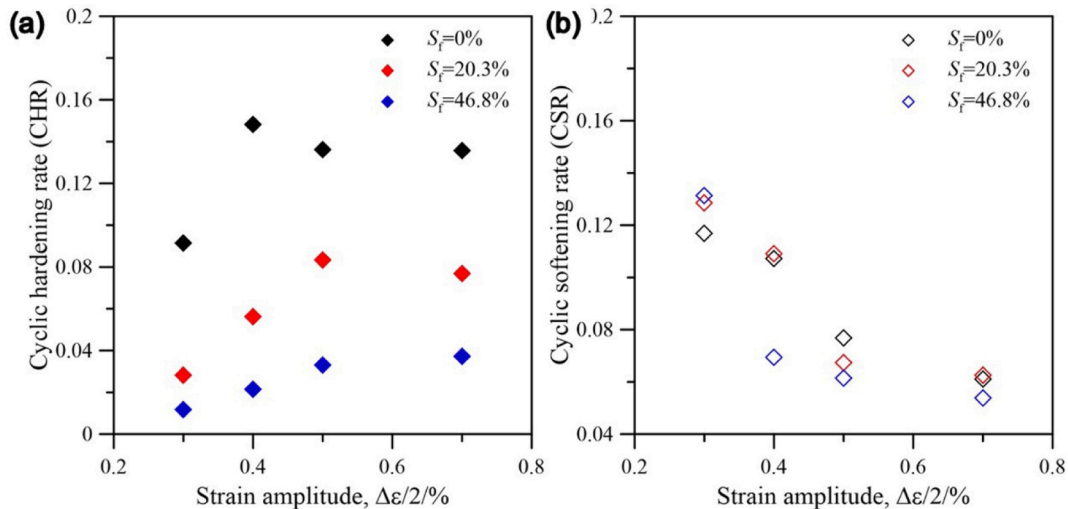 (a)
0.2
0.16
0.12
0.08
0.04
0
Cyclic hardening rate (CHR)
Sf=0%
Sf=20.3%
Sf=46.8%
0.2
0.4
0.6
0.8
Strain amplitude, Δε/2/%
(b)
).2
0.16
0.12
0.08
0.04
Cyclic softening rate (CSR)
Sf=0%
Sf=20.3%
Sf=46.8%
0.2
0.4
0.6
0.8
Strain amplitude, Δε/2/%